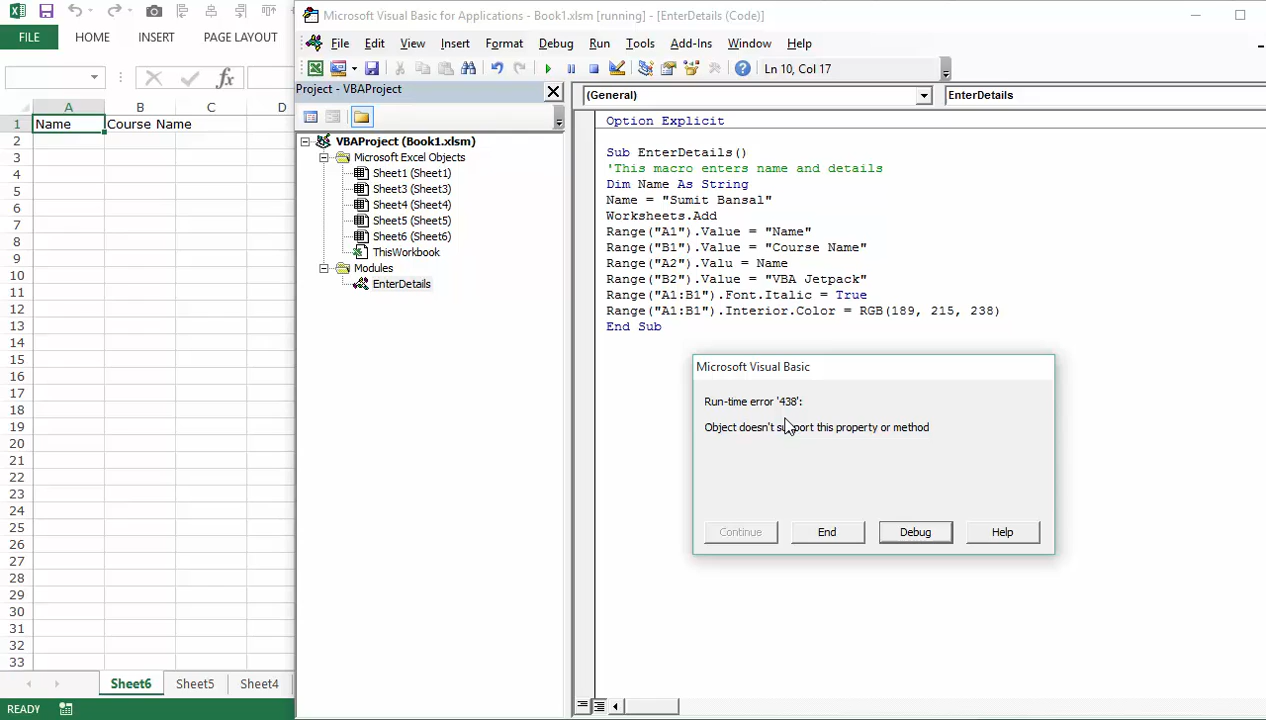 Microsoft Visual Basic for Applications - Book1.xlsm [running] - [EnterDetails (Code)]
FILE HOME INSERT PAGE LAYOUT
File Edit View Insert Format Debug Run Tools Add-Ins Window Help
Ln 10, Col 17
fx
Project - VBAProject
(General) EnterDetails
A B C D
1 Name Course Name
2
3
4
5
6
7
8
9
10
11
12
13
14
15
16
17
18
19
20
21
22
23
24
25
26
27
28
29
30
31
32
33
VBAProject (Book1.xlsm)
Microsoft Excel Objects
Sheet1 (Sheet1)
Sheet3 (Sheet3)
Sheet4 (Sheet4)
Sheet5 (Sheet5)
Sheet6 (Sheet6)
ThisWorkbook
Modules
EnterDetails
Option Explicit
Sub EnterDetails()
'This macro enters name and details
Dim Name As String
Name = "Sumit Bansal"
Worksheets.Add
Range("A1").Value = "Name"
Range("B1").Value = "Course Name"
Range("A2").Valu = Name
Range("B2").Value = "VBA Jetpack"
Range("A1:B1").Font.Italic = True
Range("A1:B1").Interior.Color = RGB(189, 215, 238)
End Sub
Microsoft Visual Basic
Run-time error '438':
Object doesn't support this property or method
Continue End Debug Help
Sheet6 Sheet5 Sheet4
READY